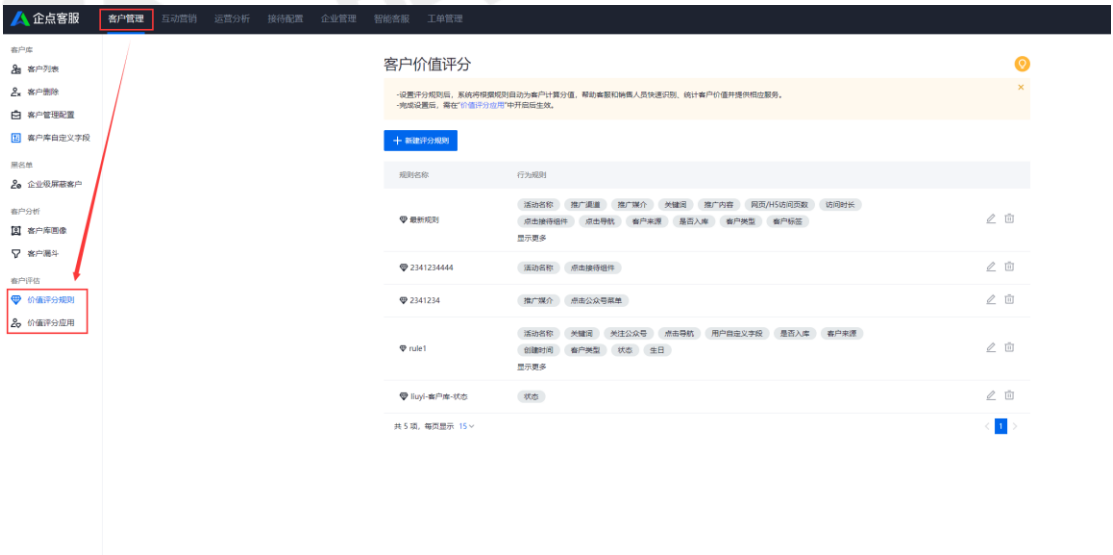 企点客服 客户管理 互动营销 运营分析 接待配置 企业管理 智能客服 工单管理
客户库
客户列表
客户删除
客户管理配置
客户库自定义字段
黑名单
企业级屏蔽客户
客户分析
客户库画像
客户漏斗
客户评估
价值评分规则
价值评分应用
客户价值评分
-设置评分规则后，系统将根据规则自动为客户计算分值，帮助客服和销售人员快速识别、统计客户价值并提供相应服务。
-完成设置后，需在"价值评分应用"中开启后生效。
+ 新建评分规则
规则名称 行为规则
最新规则
活动名称 推广渠道 推广媒介 关键词 推广内容 网页/H5访问页数 访问时长
点击接待组件 点击导航 客户来源 是否入库 客户类型 客户标签
显示更多
2341234444 活动名称 点击接待组件
2341234 推广媒介 点击公众号菜单
rule1
活动名称 关键词 关注公众号 点击导航 用户自定义字段 是否入库 客户来源
创建时间 客户类型 状态 生日
显示更多
liuyi-客户库-状态 状态
共 5 项，每页显示 15
1